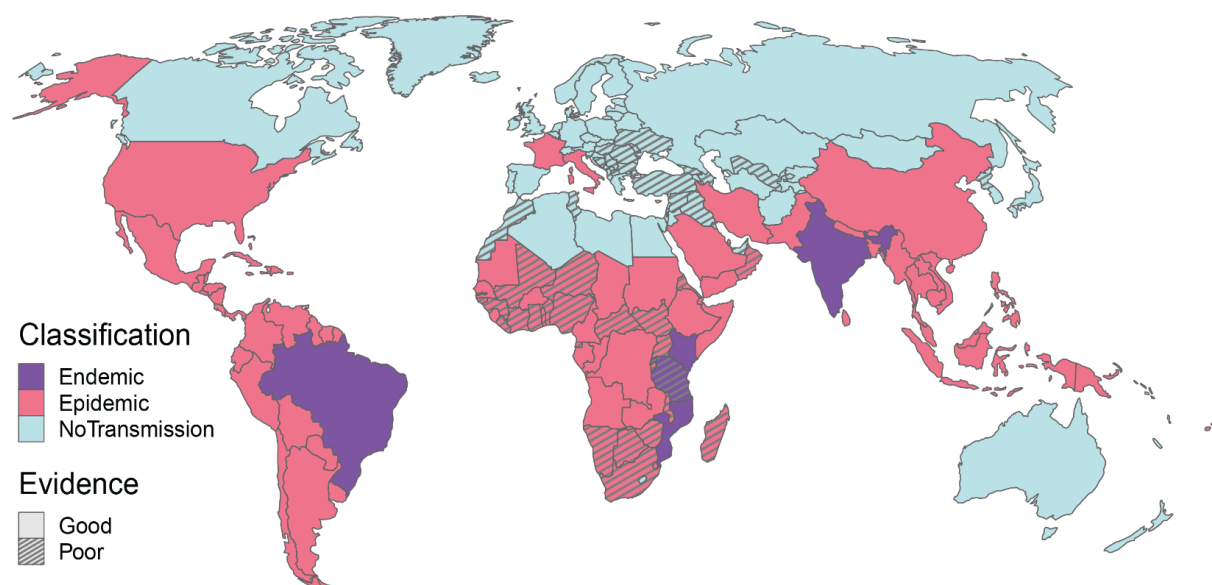 Classification
Endemic
Epidemic
NoTransmission
Evidence
Good
Poor